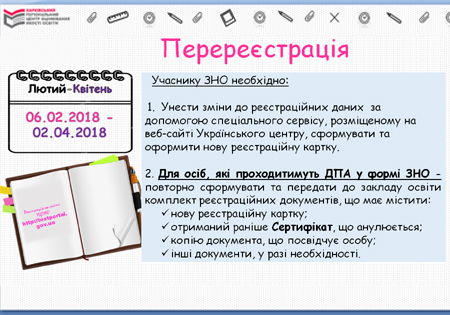 ХАРКІВСЬКИЙ
РЕГІОНАЛЬНИЙ
ЦЕНТР ОЦІНЮВАННЯ
ЯКОСТІ ОСВІТИ
Перереєстрація
Лютий-Квітень
06.02.2018 -
02.04.2018
Учаснику ЗНО необхідно:
1. Унести зміни до реєстраційних даних за
допомогою спеціального сервісу, розміщеному на
веб-сайті Українського центру, сформувати та
оформити нову реєстраційну картку.
2. Для осіб, які проходитимуть ДПА у формі ЗНО -
повторно сформувати та передати до закладу освіти
комплект реєстраційних документів, що має містити:
✓ нову реєстраційну картку;
✓ отриманий раніше Сертифікат, що анулюється;
✓ копію документа, що посвідчує особу;
✓ інші документи, у разі необхідності.
http://testportal.
gov.ua